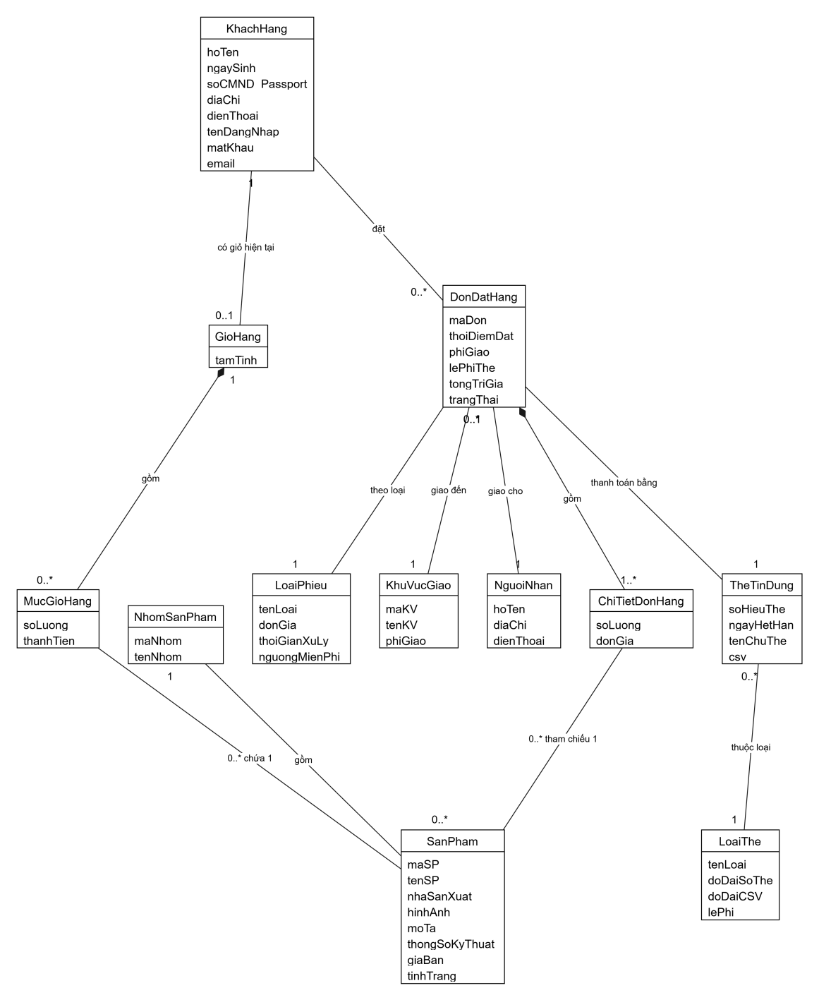 KhachHang
hoTen
ngaySinh
soCMND Passport
diaChi
dienThoai
tenDangNhap
matKhau
email
1
có giỏ hiện tại
đặt
0..*
0..1
DonDatHang
maDon
thoiDiemDat
phiGiao
lePhiThe
tongTriGia
trangThai
GioHang
tamTinh
1
0..1
gồm
theo loại
giao đến
giao cho
gồm
thanh toán bằng
0..*
1
1
1
1..*
1
MucGioHang
soLuong
thanhTien
NhomSanPham
maNhom
tenNhom
LoaiPhieu
tenLoai
donGia
thoiGianXuLy
nguongMienPhi
KhuVucGiao
maKV
tenKV
phiGiao
NguoiNhan
hoTen
diaChi
dienThoai
ChiTietDonHang
soLuong
donGia
TheTinDung
soHieuThe
ngayHetHan
tenChuThe
csv
1
0..*
0..* chứa 1
gồm
0..* tham chiếu 1
thuộc loại
0..*
1
SanPham
maSP
tenSP
nhaSanXuat
hinhAnh
moTa
thongSoKyThuat
giaBan
tinhTrang
LoaiThe
tenLoai
doDaiSoThe
doDaiCSV
lePhi